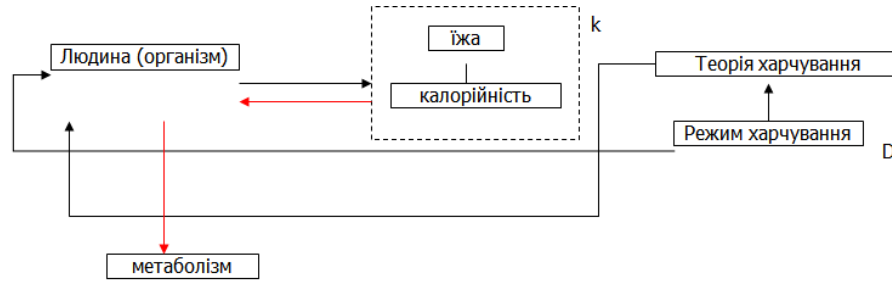 Людина (організм)
їжа
k
калорійність
Теорія харчування
Режим харчування
D
метаболізм